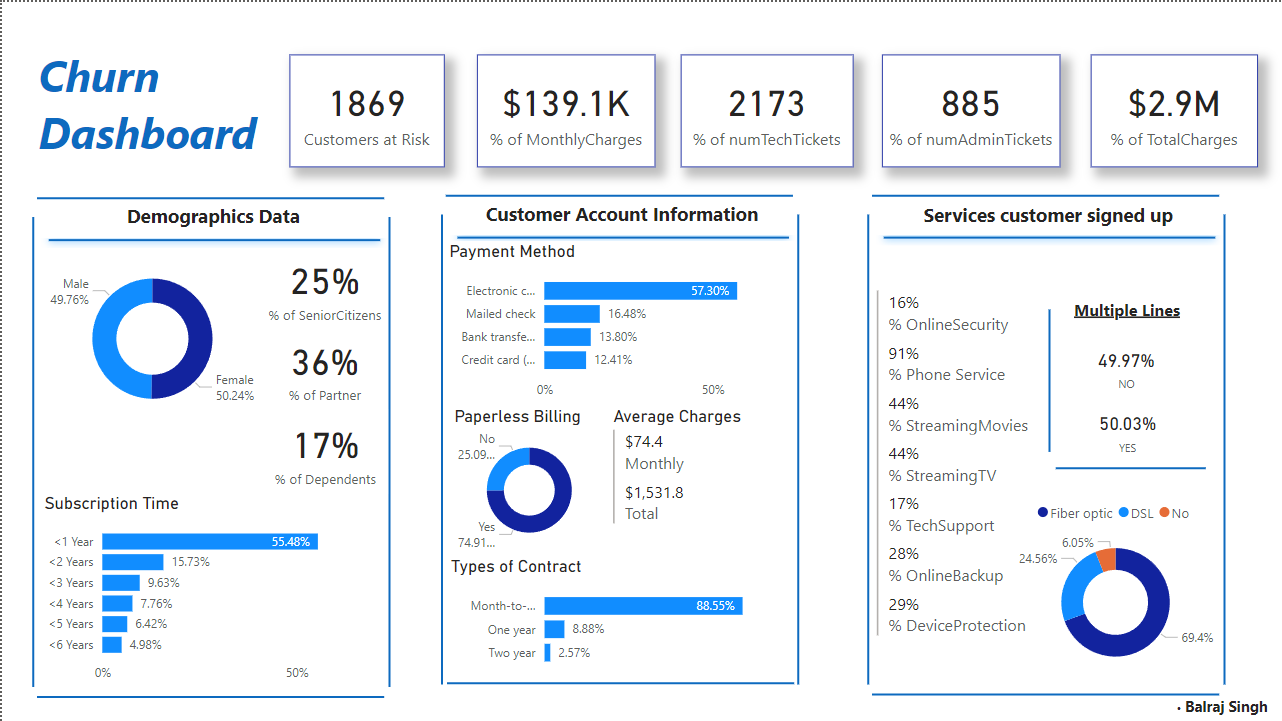 Churn
Dashboard
1869
Customers at Risk
$139.1K
% of MonthlyCharges
2173
% of numTechTickets
885
% of numAdminTickets
$2.9M
% of TotalCharges
Demographics Data
Male
49.76%
Female
50.24%
25%
% of SeniorCitizens
36%
% of Partner
17%
% of Dependents
Subscription Time
<1 Year 55.48%
<2 Years 15.73%
<3 Years 9.63%
<4 Years 7.76%
<5 Years 6.42%
<6 Years 4.98%
0% 50%
Customer Account Information
Payment Method
Electronic c... 57.30%
Mailed check 16.48%
Bank transfe... 13.80%
Credit card (... 12.41%
0% 50%
Paperless Billing
No
25.09...
Yes
74.91...
Average Charges
$74.4
Monthly
$1,531.8
Total
Types of Contract
Month-to-... 88.55%
One year 8.88%
Two year 2.57%
Services customer signed up
16%
% OnlineSecurity
91%
% Phone Service
44%
% StreamingMovies
44%
% StreamingTV
17%
% TechSupport
28%
% OnlineBackup
29%
% DeviceProtection
Multiple Lines
49.97%
NO
50.03%
YES
Fiber optic DSL No
6.05%
24.56%
69.4%
• Balraj Singh